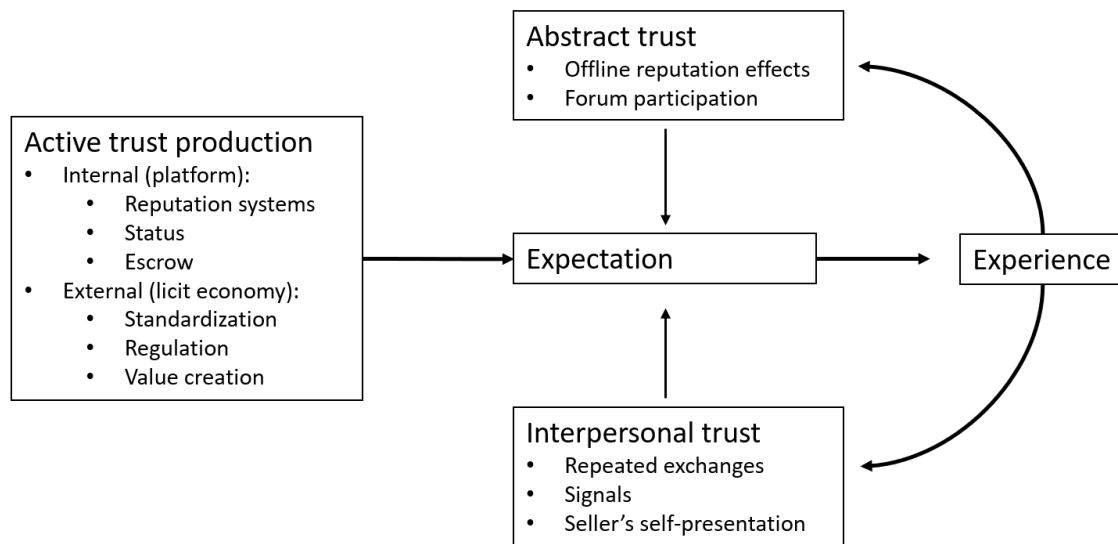 Abstract trust
• Offline reputation effects
• Forum participation
Active trust production
• Internal (platform):
• Reputation systems
• Status
• Escrow
• External (licit economy):
• Standardization
• Regulation
• Value creation
Expectation
Experience
Interpersonal trust
• Repeated exchanges
• Signals
• Seller’s self-presentation